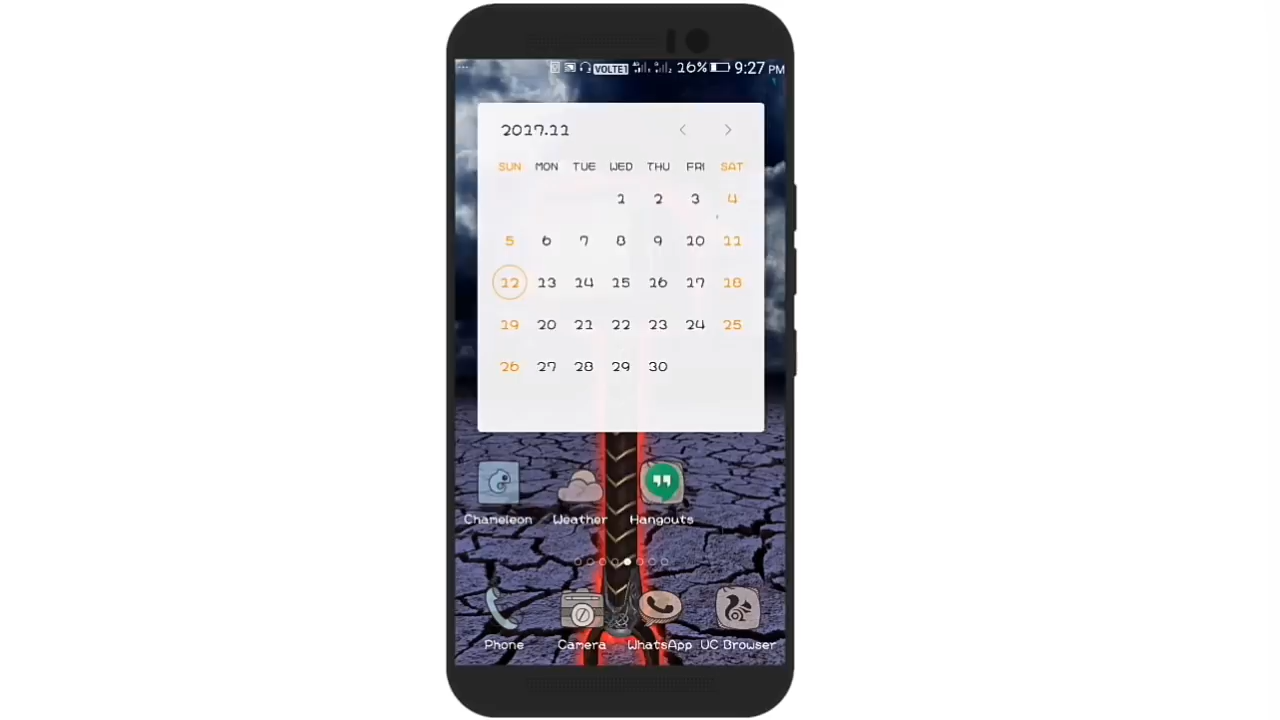 VOLTE1 26% 9:27 PM
2017.11
SUN MON TUE WED THU FRI SAT
1 2 3 4
5 6 7 8 9 10 11
12 13 14 15 16 17 18
19 20 21 22 23 24 25
26 27 28 29 30
Chameleon Weather Hangouts
Phone Camera WhatsApp UC Browser